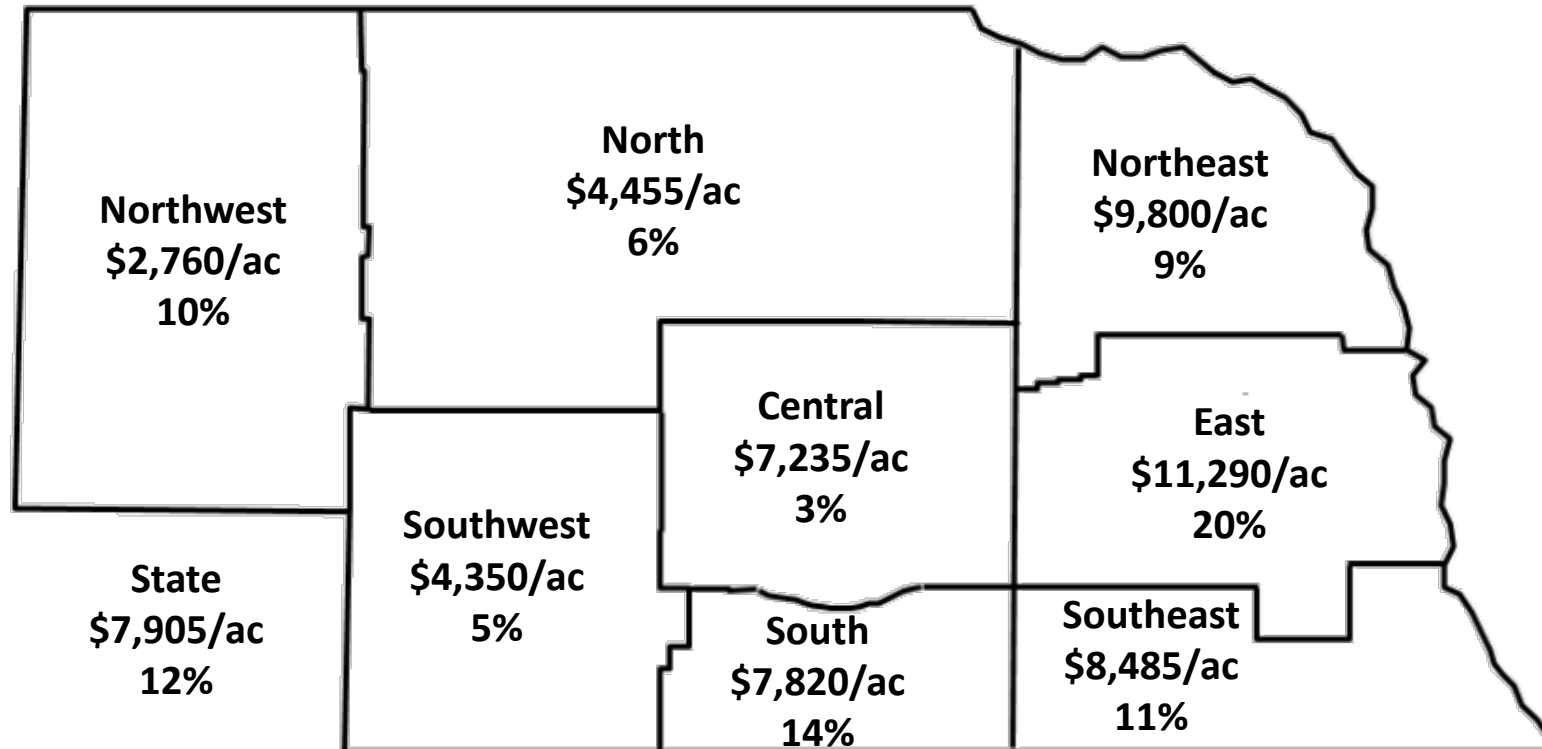 North
$4,455/ac
6%
Northeast
$9,800/ac
9%
Northwest
$2,760/ac
10%
Central
$7,235/ac
3%
East
$11,290/ac
20%
Southwest
$4,350/ac
5%
State
$7,905/ac
12%
South
$7,820/ac
14%
Southeast
$8,485/ac
11%